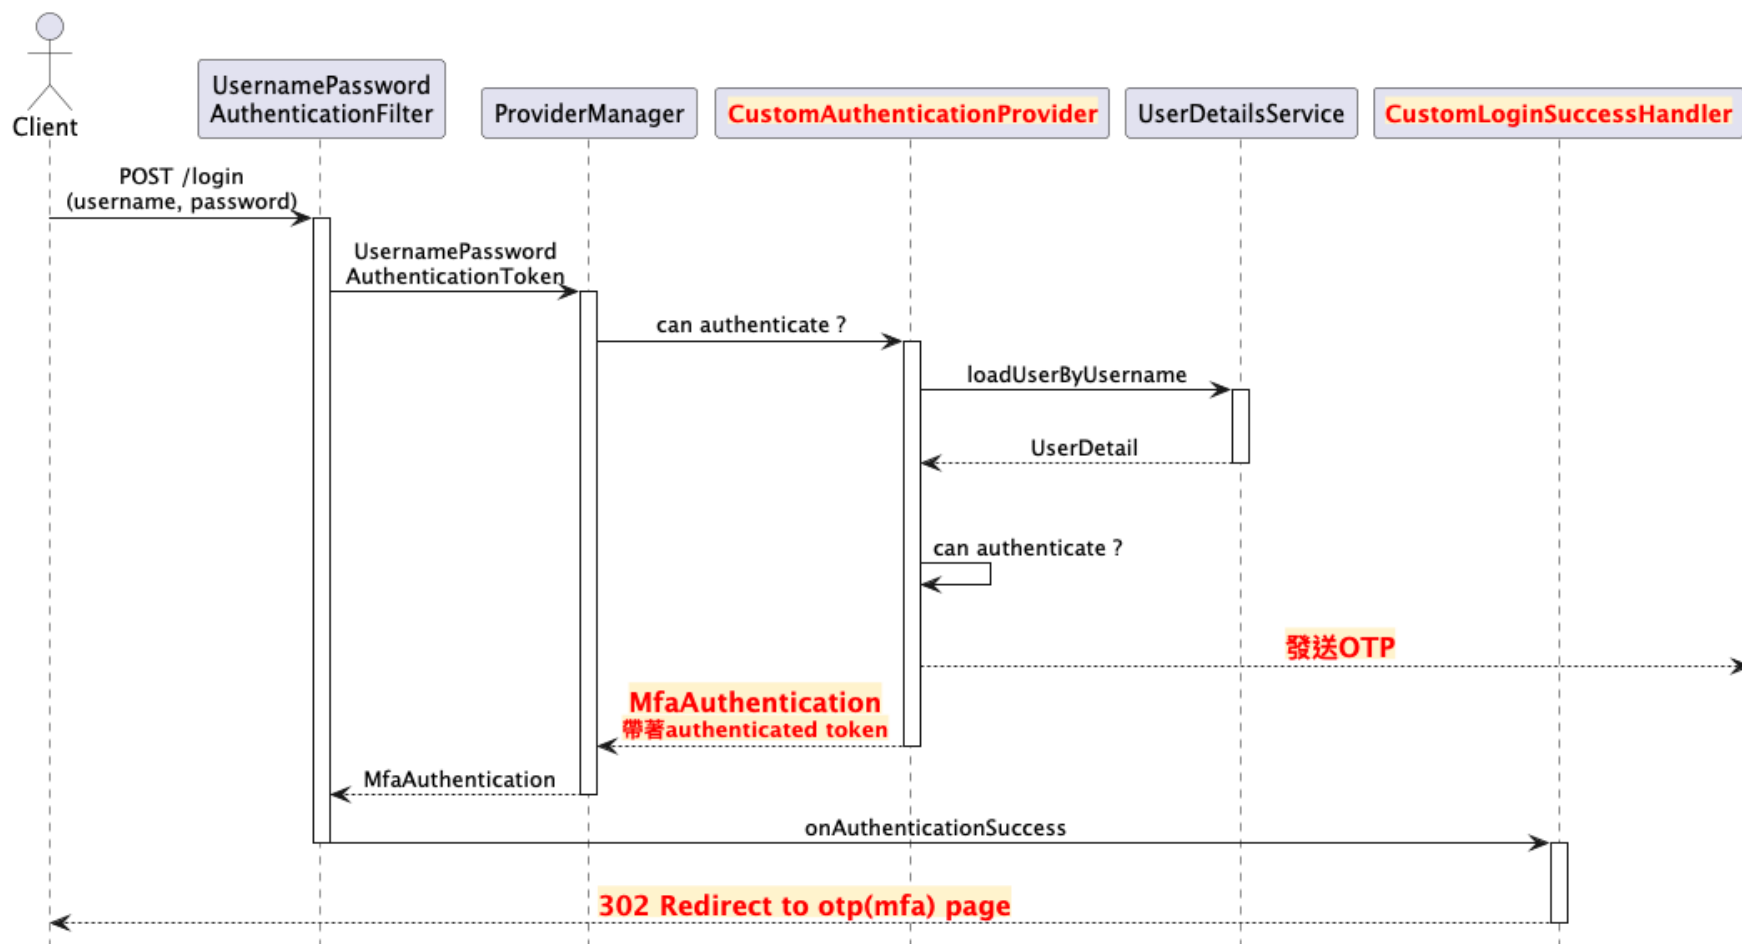 Client
UsernamePassword
AuthenticationFilter
ProviderManager
CustomAuthenticationProvider
UserDetailsService
CustomLoginSuccessHandler
POST /login
(username, password)
UsernamePassword
AuthenticationToken
can authenticate ?
loadUserByUsername
UserDetail
can authenticate ?
發送OTP
MfaAuthentication
帶著authenticated token
MfaAuthentication
onAuthenticationSuccess
302 Redirect to otp(mfa) page